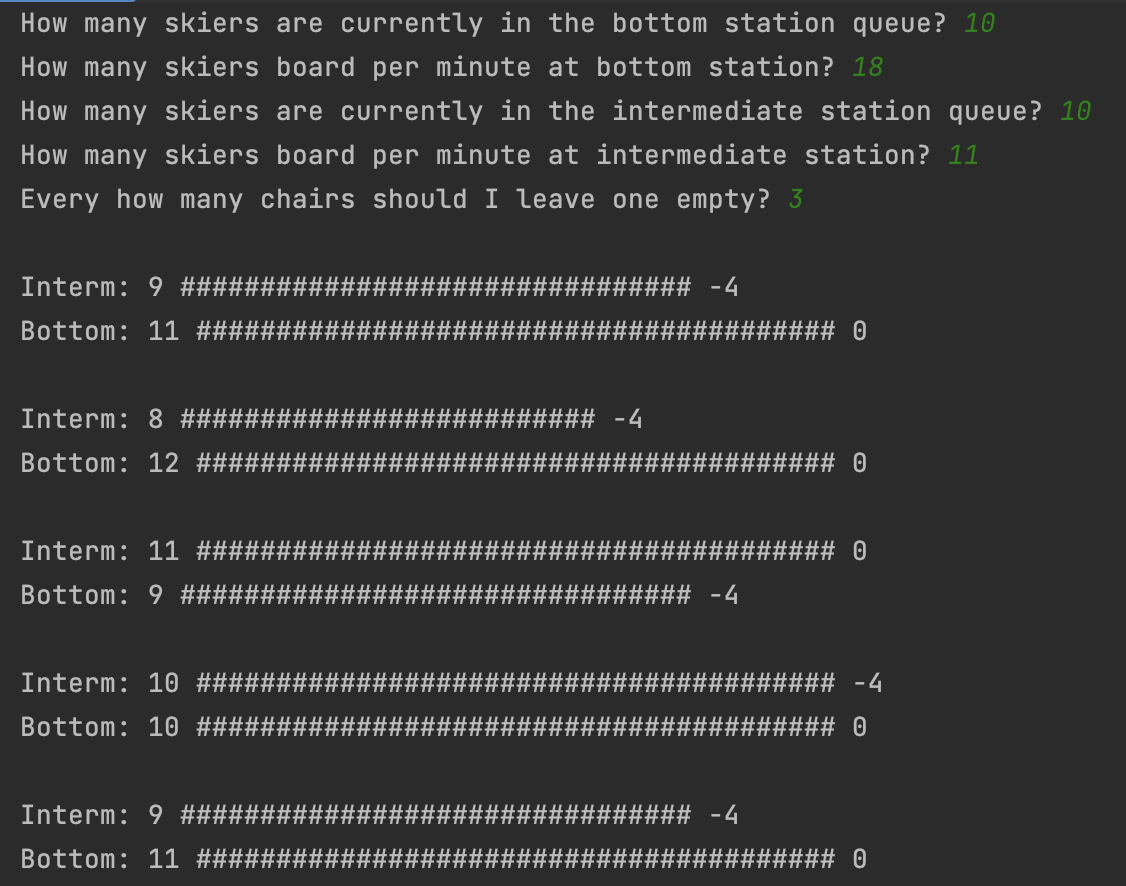 How many skiers are currently in the bottom station queue? 10
How many skiers board per minute at bottom station? 18
How many skiers are currently in the intermediate station queue? 10
How many skiers board per minute at intermediate station? 11
Every how many chairs should I leave one empty? 3
Interm: 9 ################################ -4
Bottom: 11 ######################################## 0
Interm: 8 ########################## -4
Bottom: 12 ######################################## 0
Interm: 11 ######################################## 0
Bottom: 9 ################################ -4
Interm: 10 ######################################## -4
Bottom: 10 ######################################## 0
Interm: 9 ################################ -4
Bottom: 11 ######################################## 0